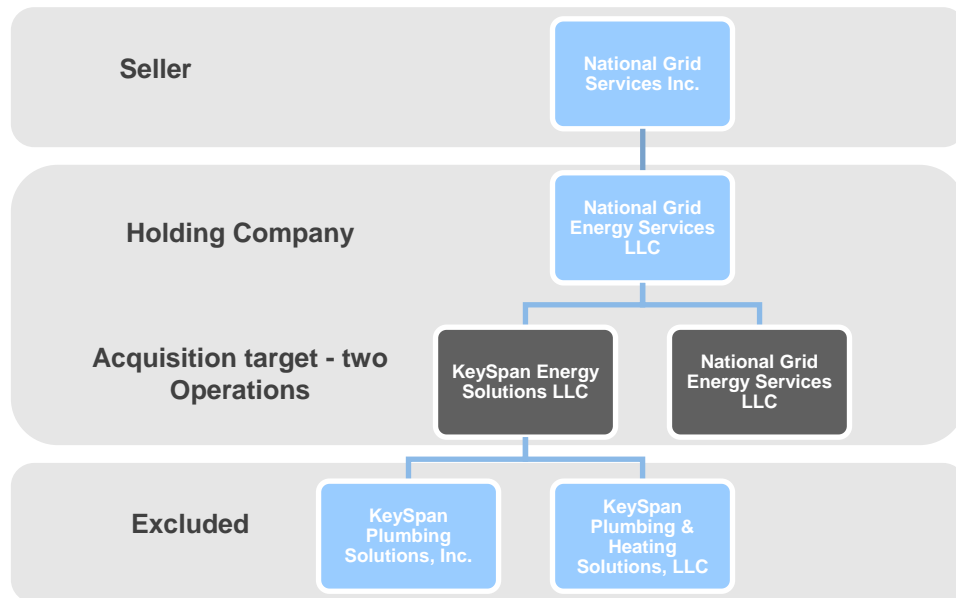 Seller
National Grid
Services Inc.
Holding Company
National Grid
Energy Services
LLC
Acquisition target - two
Operations
KeySpan Energy
Solutions LLC
National Grid
Energy Services
LLC
Excluded
KeySpan
Plumbing
Solutions, Inc.
KeySpan
Plumbing &
Heating
Solutions, LLC